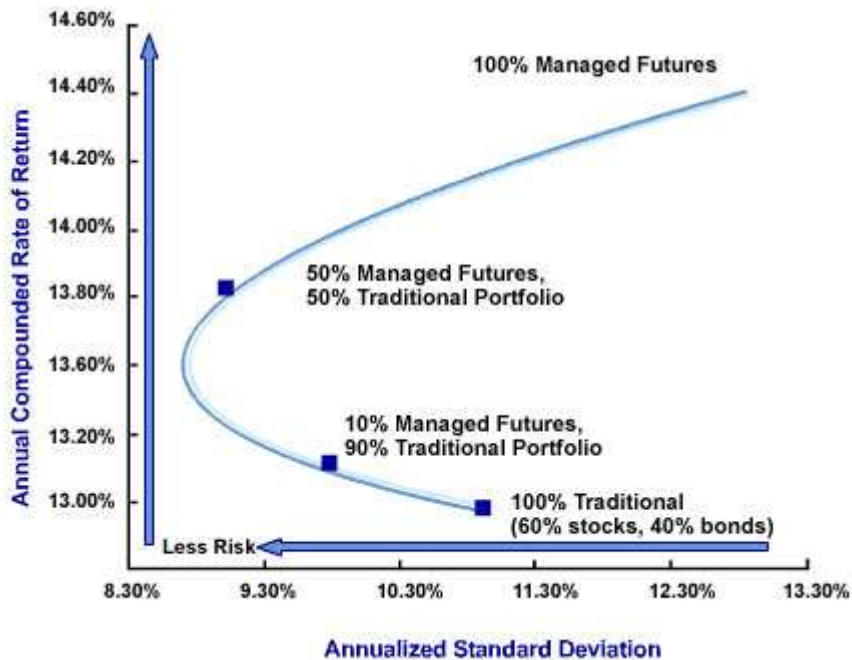 14.60%
14.40%
14.20%
14.00%
13.80%
13.60%
13.20%
13.00%
Annual Compounded Rate of Return
100% Managed Futures
50% Managed Futures,
50% Traditional Portfolio
10% Managed Futures,
90% Traditional Portfolio
100% Traditional
(60% stocks, 40% bonds)
Less Risk
8.30%
9.30%
10.30%
11.30%
12.30%
13.30%
Annualized Standard Deviation